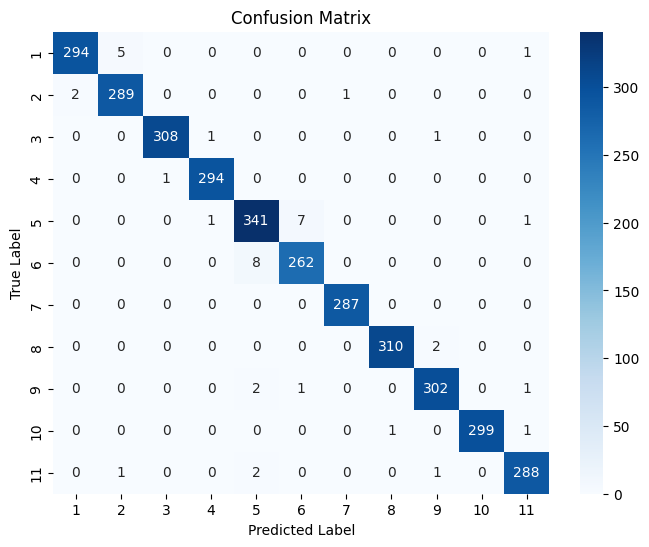 Confusion Matrix
1 294 5 0 0 0 0 0 0 0 0 1
2 2 289 0 0 0 0 1 0 0 0 0
3 0 0 308 1 0 0 0 0 1 0 0
4 0 0 1 294 0 0 0 0 0 0 0
5 0 0 0 1 341 7 0 0 0 0 1
6 0 0 0 0 8 262 0 0 0 0 0
7 0 0 0 0 0 0 287 0 0 0 0
8 0 0 0 0 0 0 0 310 2 0 0
9 0 0 0 0 2 1 0 0 302 0 1
10 0 0 0 0 0 0 0 1 0 299 1
11 0 1 0 0 2 0 0 0 1 0 288
1 2 3 4 5 6 7 8 9 10 11
Predicted Label
True Label
300
250
200
150
100
50
0